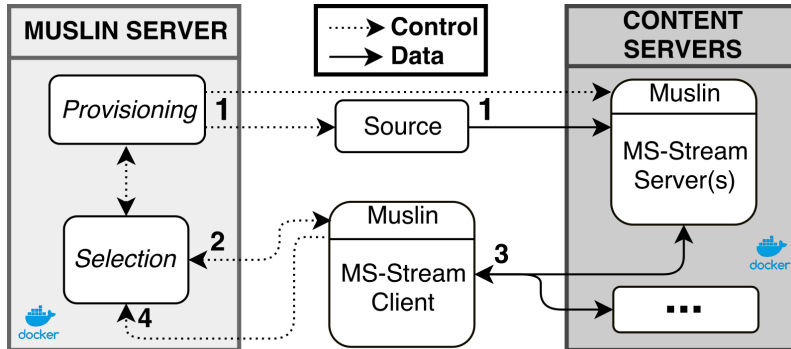 MUSLIN SERVER
Control
Data
CONTENT
SERVERS
Provisioning
1
Source
1
Muslin
MS-Stream
Server(s)
Selection
2
Muslin
MS-Stream
Client
3
4
docker
docker
...